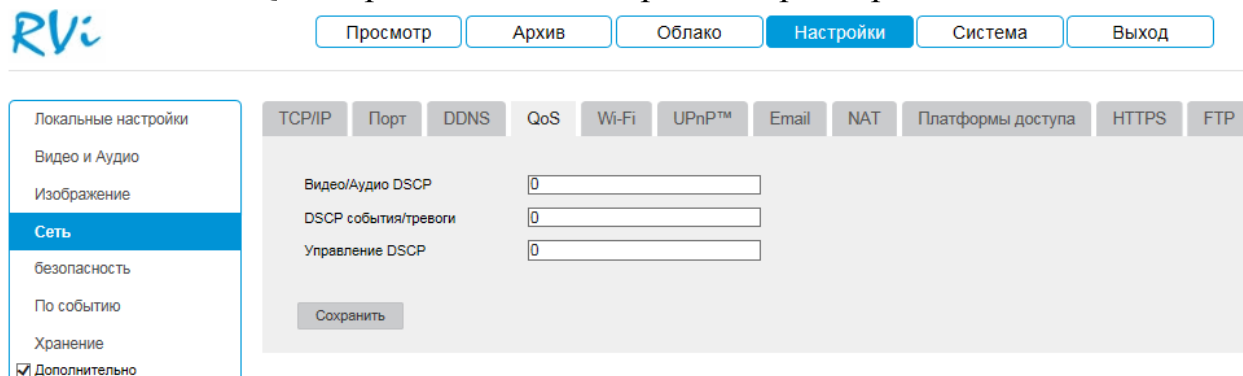 RVi
Просмотр Архив Облако Настройки Система Выход
Локальные настройки
Видео и Аудио
Изображение
Сеть
безопасность
По событию
Хранение
Дополнительно
TCP/IP Порт DDNS QoS Wi-Fi UPnP™ Email NAT Платформы доступа HTTPS FTP
Видео/Аудио DSCP 0
DSCP события/тревоги 0
Управление DSCP 0
Сохранить